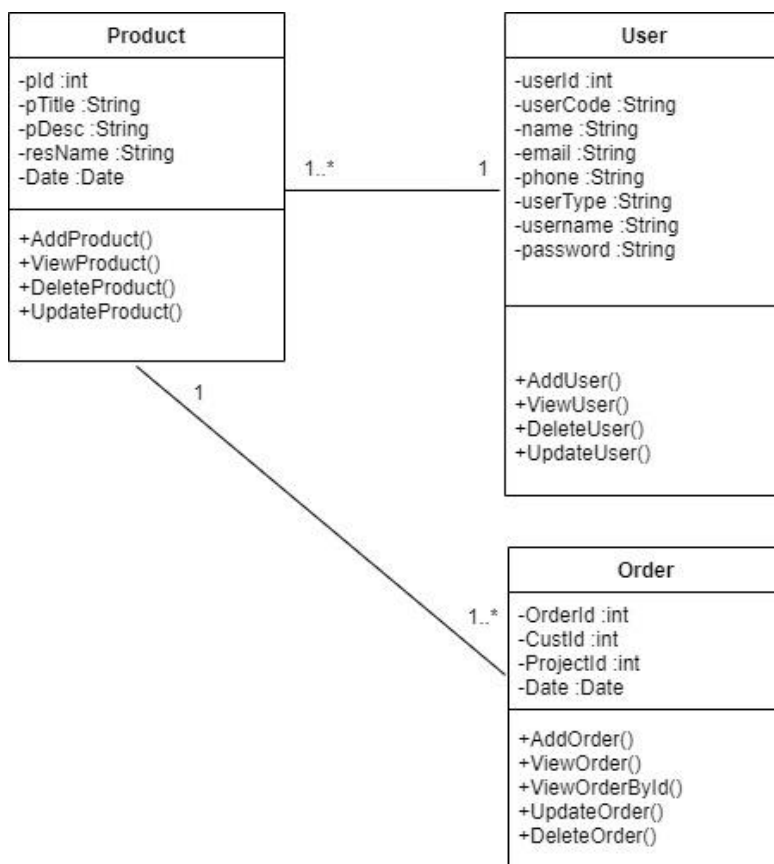 Product
-pId :int
-pTitle :String
-pDesc :String
-resName :String
-Date :Date
+AddProduct()
+ViewProduct()
+DeleteProduct()
+UpdateProduct()
1..*
1
User
-userId :int
-userCode :String
-name :String
-email :String
-phone :String
-userType :String
-username :String
-password :String
+AddUser()
+ViewUser()
+DeleteUser()
+UpdateUser()
1
1..*
Order
-OrderId :int
-CustId :int
-ProjectId :int
-Date :Date
+AddOrder()
+ViewOrder()
+ViewOrderById()
+UpdateOrder()
+DeleteOrder()